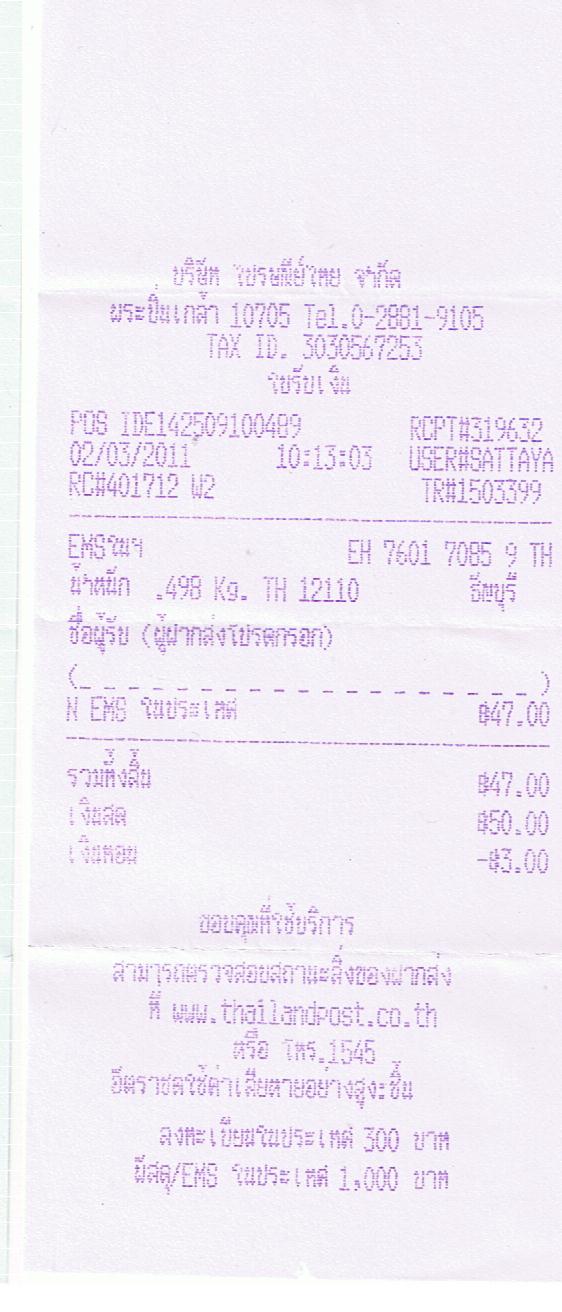 บริษัท ไปรษณีย์ไทย จำกัด
พระปิ่นเกล้า 10705 Tel.0-2881-9105
TAX ID. 3030567253
ใบรับเงิน
POS IDE142509100489 RCPT#319632
02/03/2011 10:13:03 USER#SATTAYA
RC#401712 W2 TR#1503399
EMSในฯ EH 7601 7085 9 TH
น้ำหนัก .498 Kg. TH 12110 ธัญบุรี
ชื่อผู้รับ (ผู้ฝากส่งโปรดกรอก)
(_ _ _ _ _ _ _ _ _ _ _ _ _ _ _ _ _ _ _ _)
N EMS ในประเทศ ฿47.00
รวมทั้งสิ้น ฿47.00
เงินสด ฿50.00
เงินทอน -฿3.00
ขอบคุณที่ใช้บริการ
สามารถตรวจสอบสถานะสิ่งของฝากส่ง
ที่ www.thailandpost.co.th
หรือ โทร.1545
อัตราชดใช้ค่าเสียหายอย่างสูง:ชิ้น
ลงทะเบียนในประเทศ 300 บาท
พัสดุ/EMS ในประเทศ 1,000 บาท